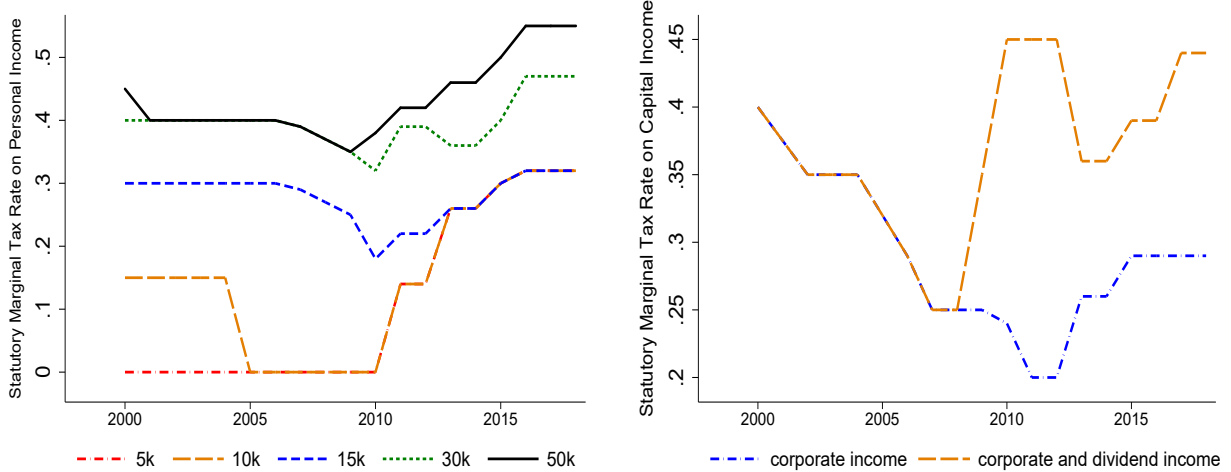 Statutory Marginal Tax Rate on Personal Income
.5
.4
.3
.2
.1
0
2000 2005 2010 2015
5k 10k 15k 30k 50k
Statutory Marginal Tax Rate on Capital Income
.45
.4
.35
.3
.25
.2
2000 2005 2010 2015
corporate income corporate and dividend income